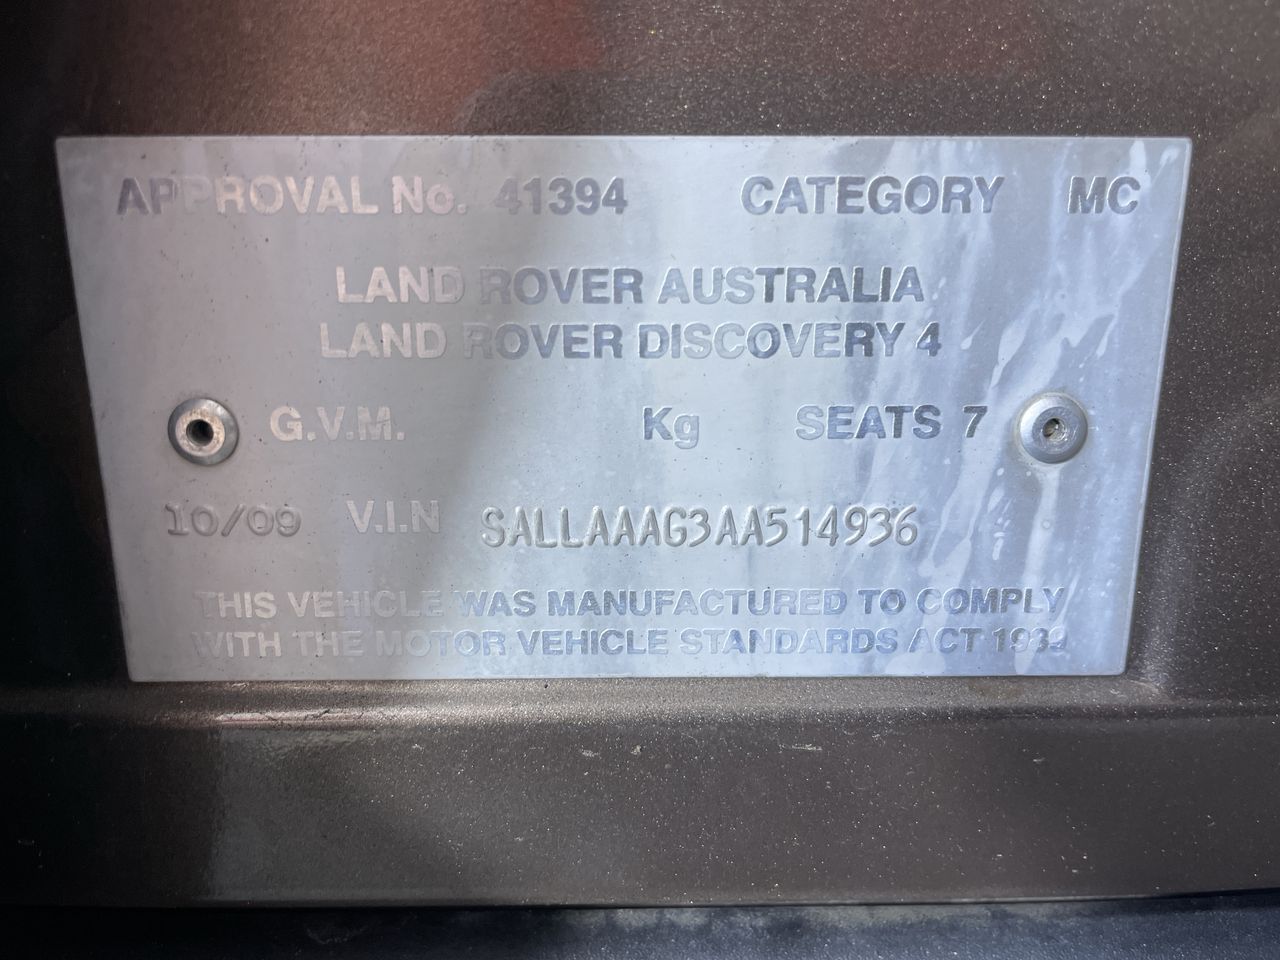 APPROVAL No. 41394 CATEGORY MC
LAND ROVER AUSTRALIA
LAND ROVER DISCOVERY 4
G.V.M. Kg SEATS 7
10/09 V.I.N SALLAAAG3AA514936
THIS VEHICLE WAS MANUFACTURED TO COMPLY
WITH THE MOTOR VEHICLE STANDARDS ACT 1989